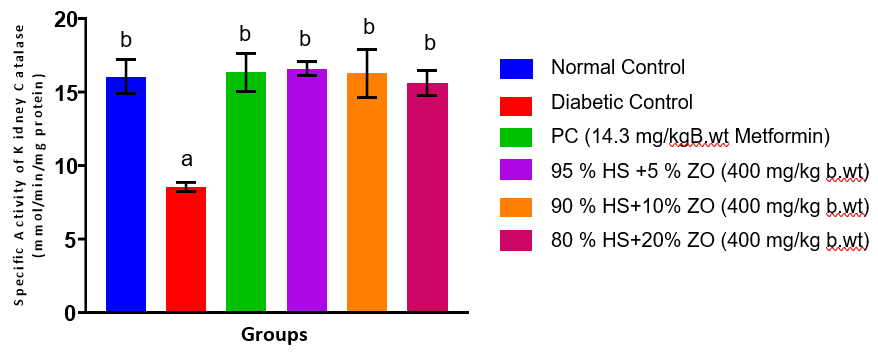 Specific Activity of Kidney Catalase
(mmol/min/mg protein)
20
15
10
5
0
b
a
b
b
b
b
Groups
Normal Control
Diabetic Control
PC (14.3 mg/kgB.wt Metformin)
95 % HS +5 % ZO (400 mg/kg b.wt)
90 % HS+10% ZO (400 mg/kg b.wt)
80 % HS+20% ZO (400 mg/kg b.wt)